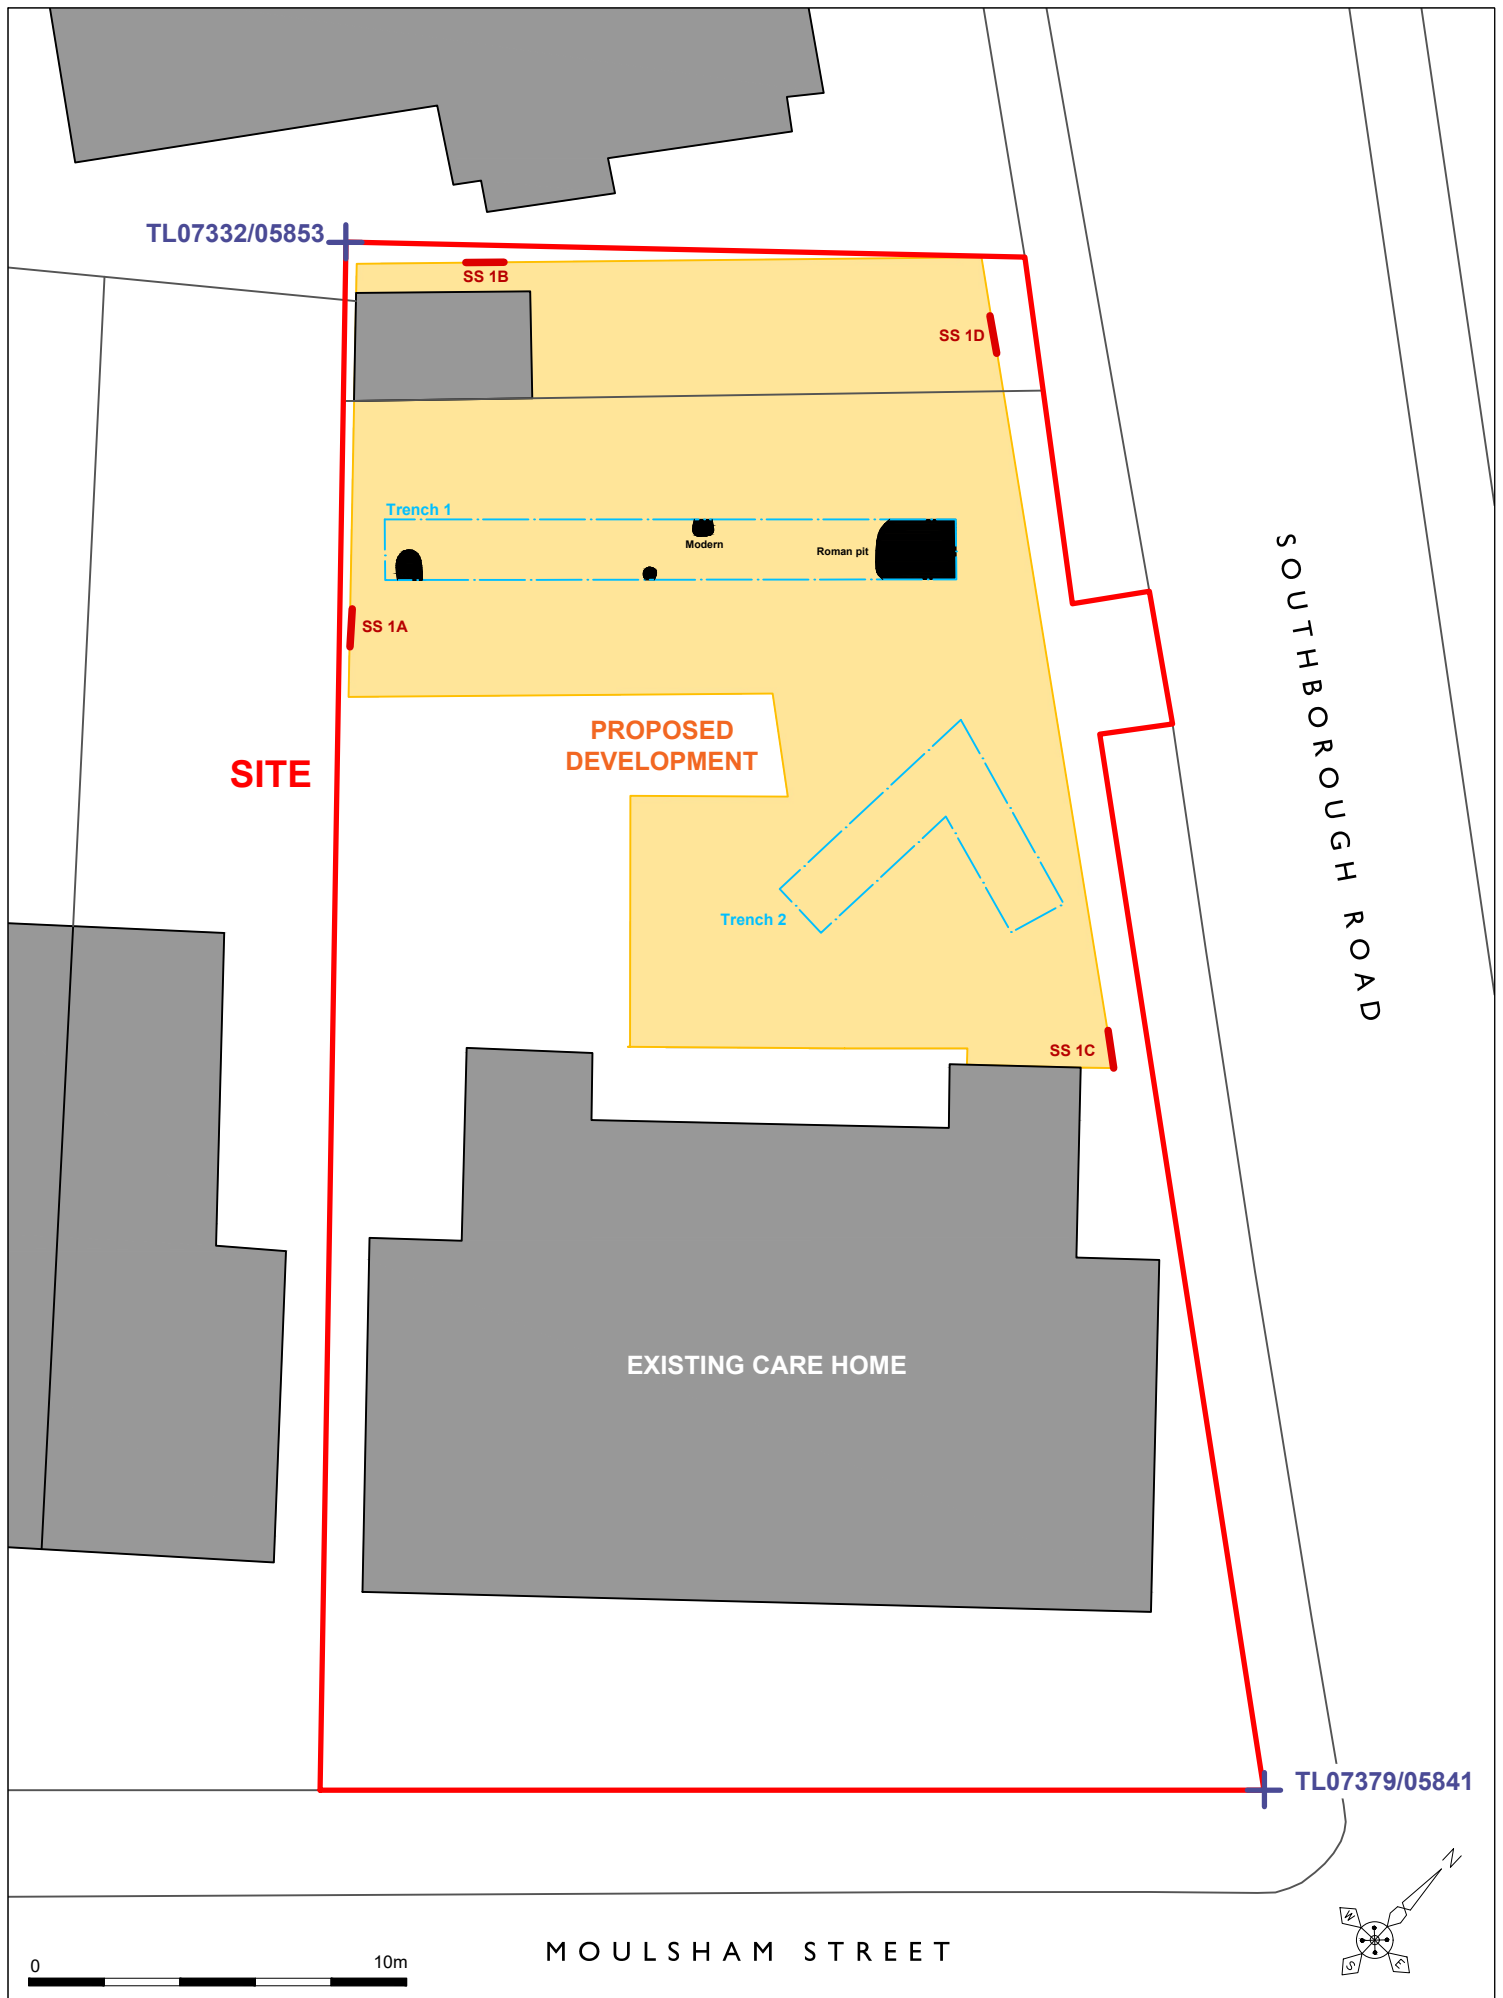 TL07332/05853
SS 1B
SS 1D
Trench 1
Modern
Roman pit
SS 1A
SOUTHBOROUGH ROAD
PROPOSED
DEVELOPMENT
SITE
Trench 2
SS 1C
EXISTING CARE HOME
TL07379/05841
N
W
S
E
MOULSHAM STREET
0
10m